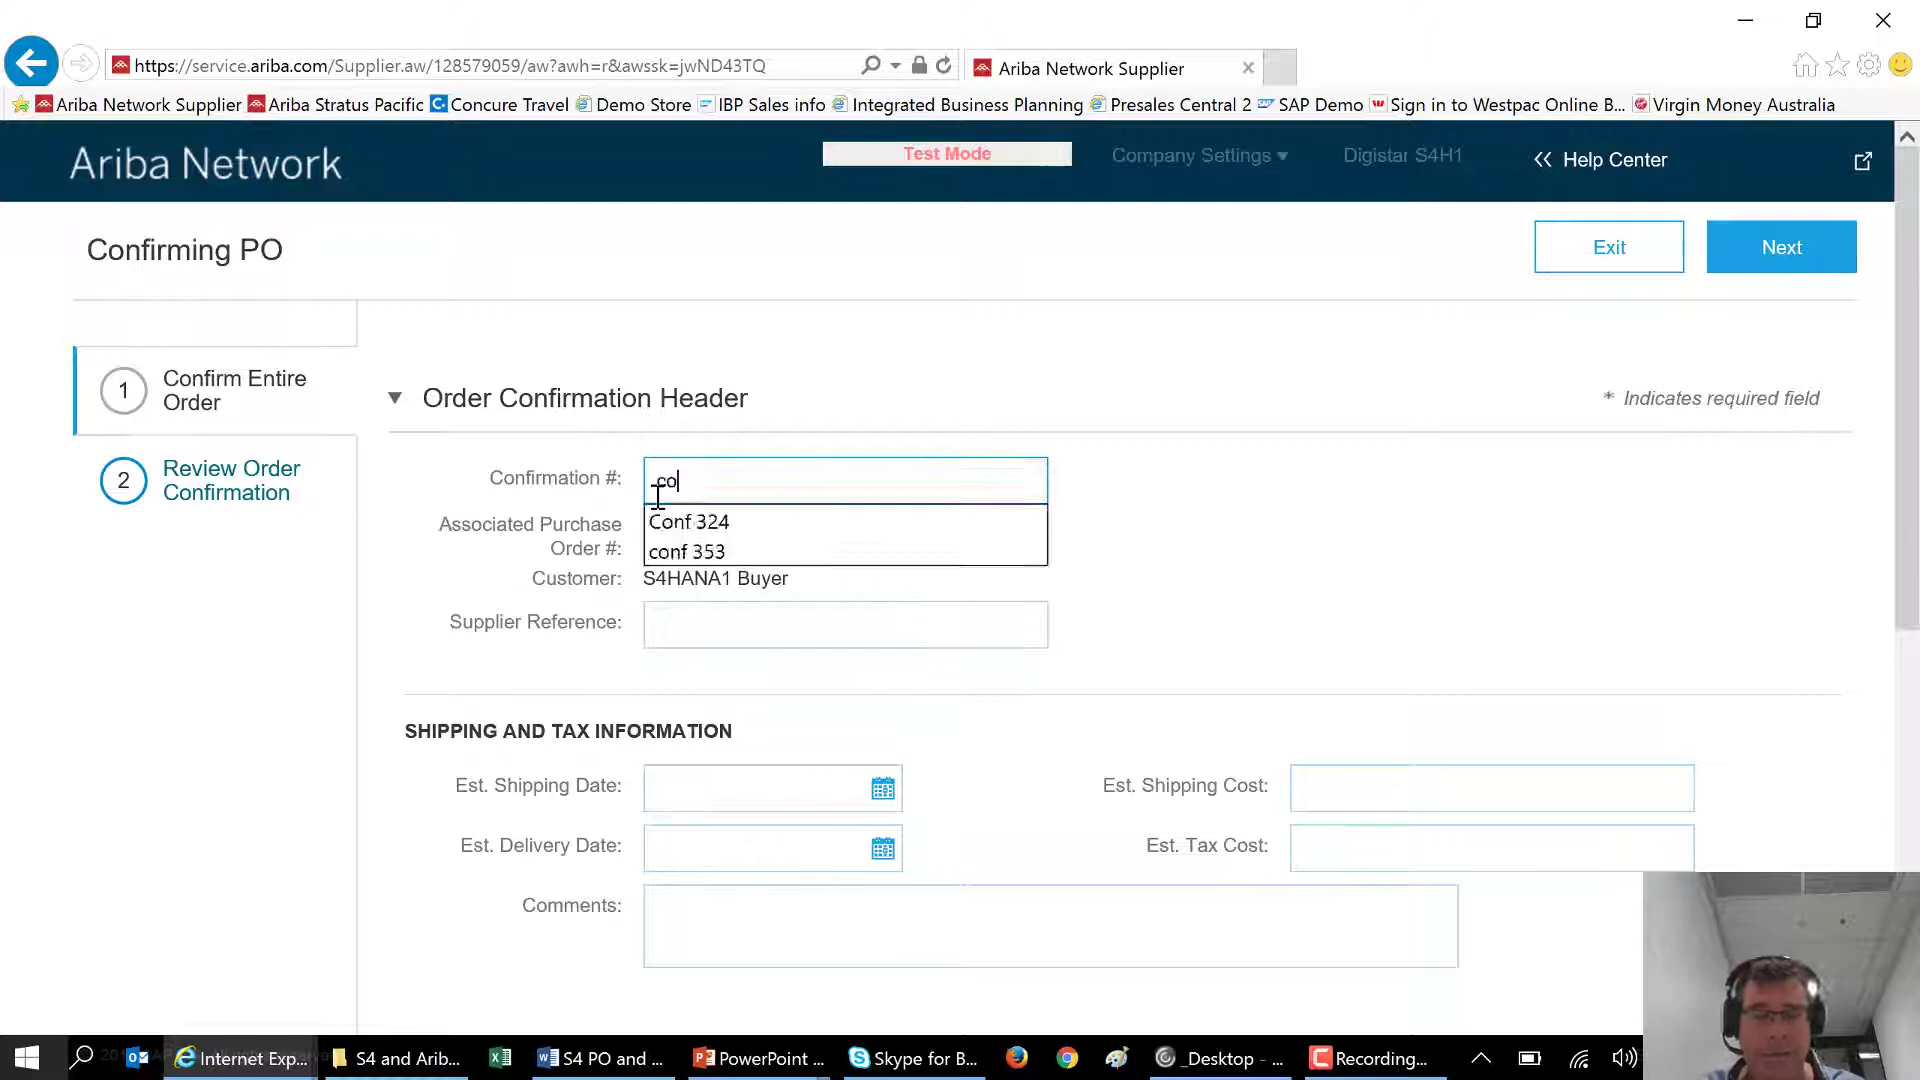 https://service.ariba.com/Supplier.aw/128579059/aw?awh=r&awssk=jwND43TQ
Ariba Network Supplier
Ariba Network Supplier Ariba Stratus Pacific Concure Travel Demo Store IBP Sales info Integrated Business Planning Presales Central 2 SAP Demo Sign in to Westpac Online B... Virgin Money Australia
Ariba Network
Test Mode
Company Settings
Digistar S4H1
Help Center
Confirming PO
Exit
Next
1 Confirm Entire
Order
2 Review Order
Confirmation
Order Confirmation Header
* Indicates required field
Confirmation #: co
Conf 324
conf 353
Associated Purchase
Order #:
Customer: S4HANA1 Buyer
Supplier Reference:
SHIPPING AND TAX INFORMATION
Est. Shipping Date:
Est. Shipping Cost:
Est. Delivery Date:
Est. Tax Cost:
Comments:
Internet Exp...
S4 and Arib...
S4 PO and ...
PowerPoint ...
Skype for B...
_Desktop - ...
Recording...